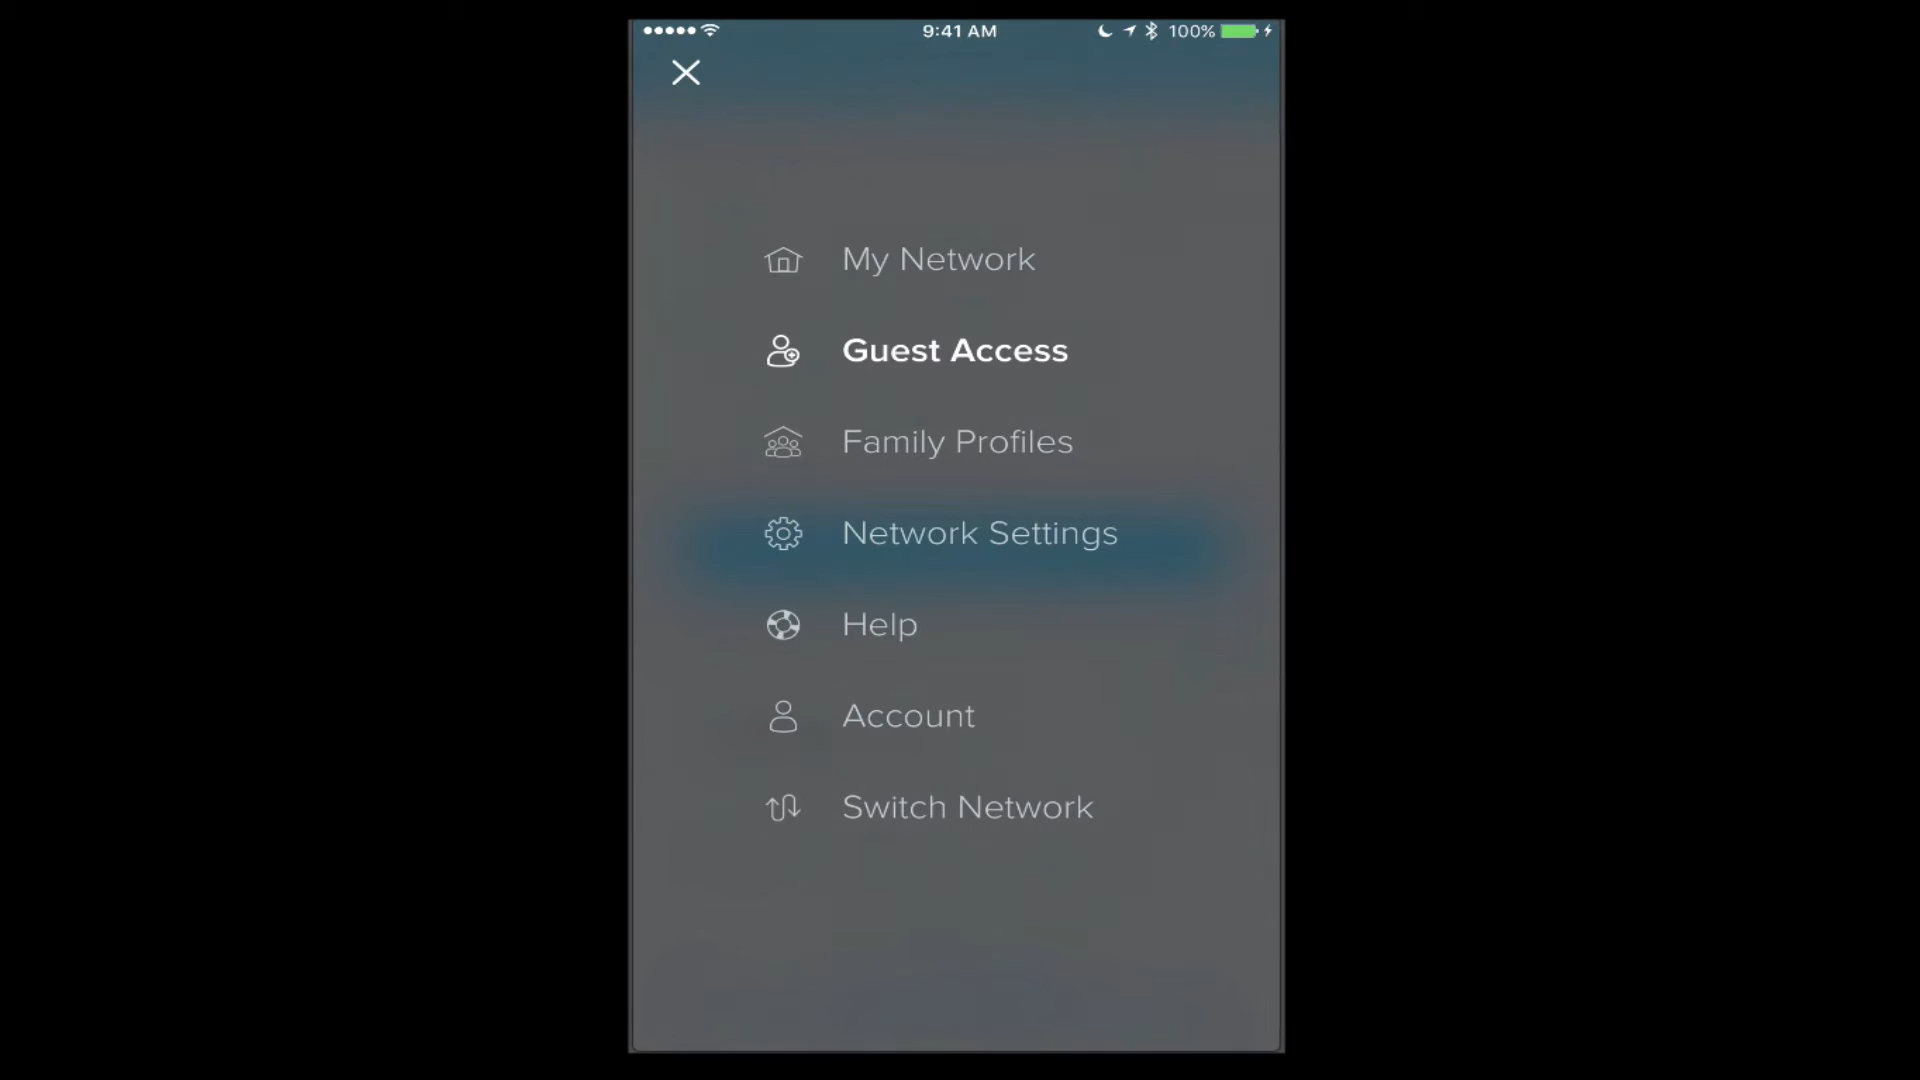 9:41 AM 100%
My Network
Guest Access
Family Profiles
Network Settings
Help
Account
Switch Network